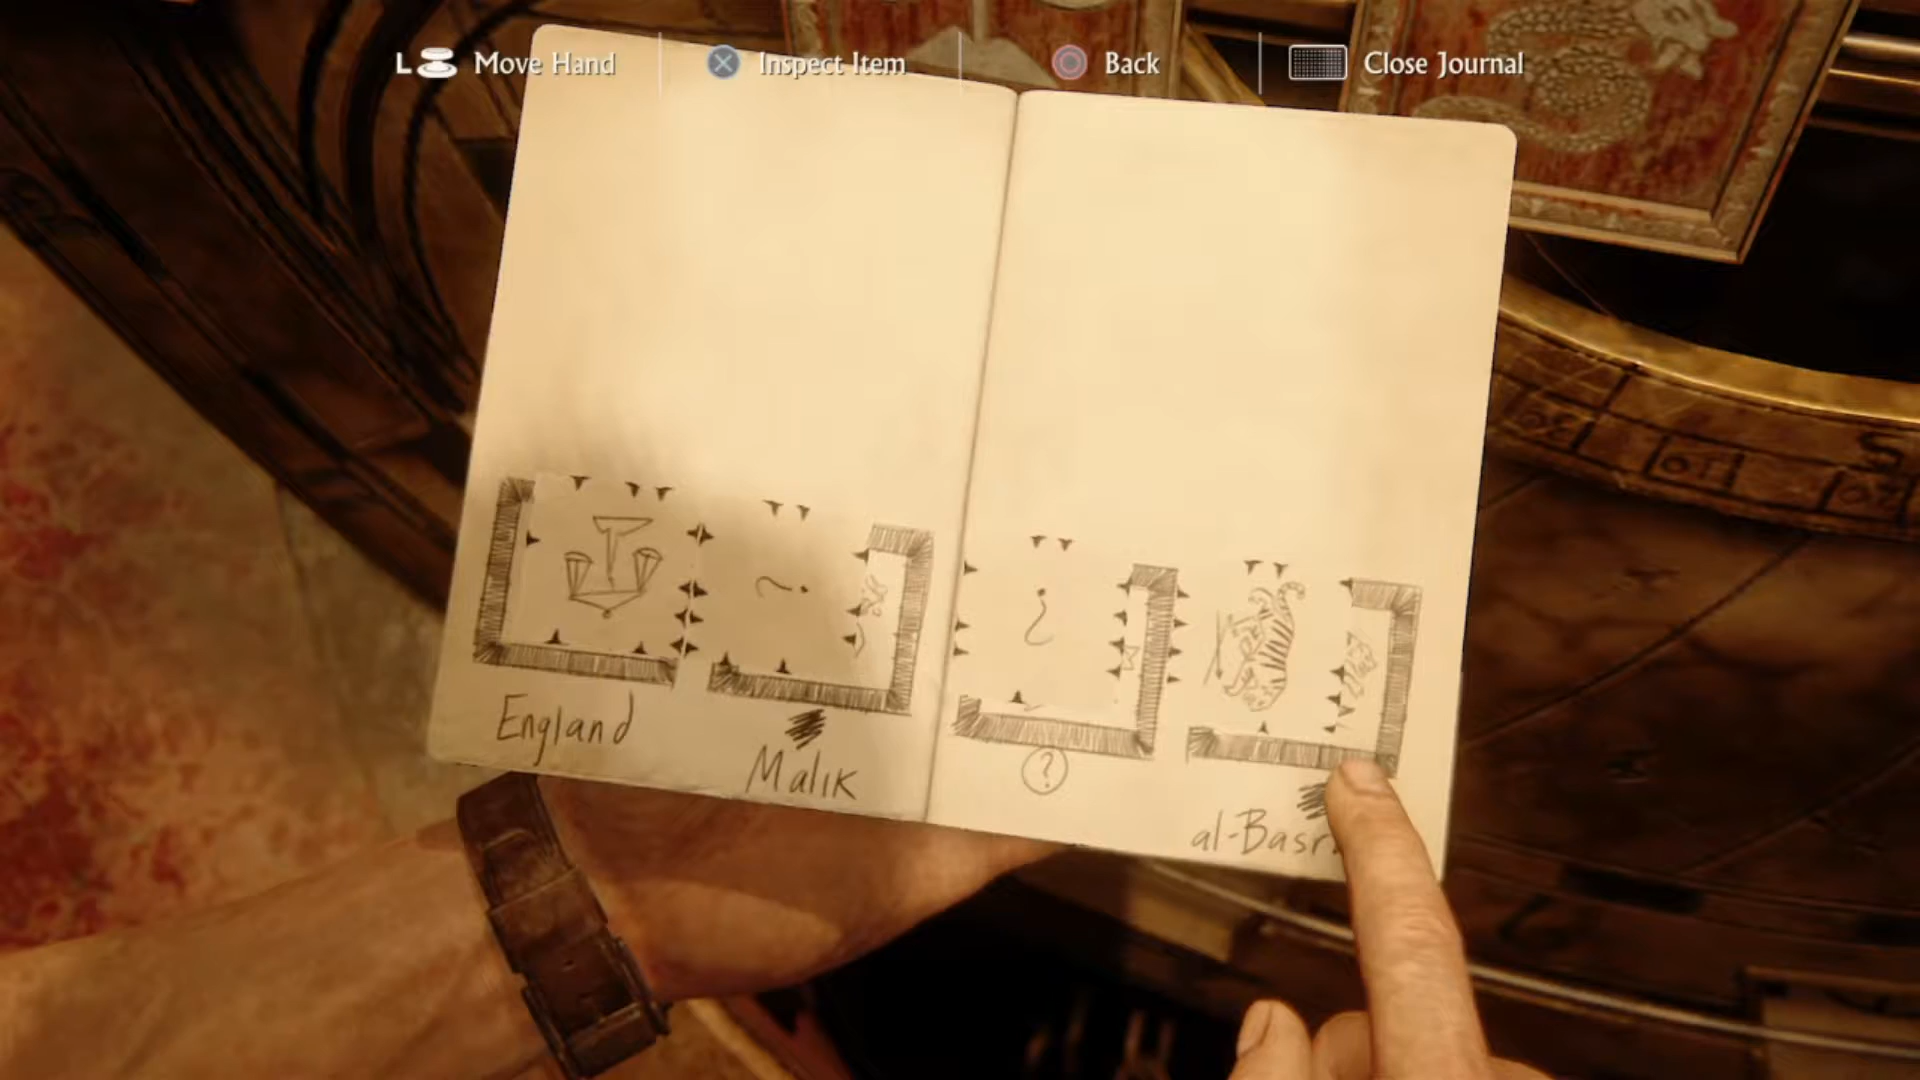 L Move Hand
Inspect Item
Back
Close Journal
England
Malik
?
al-Basr